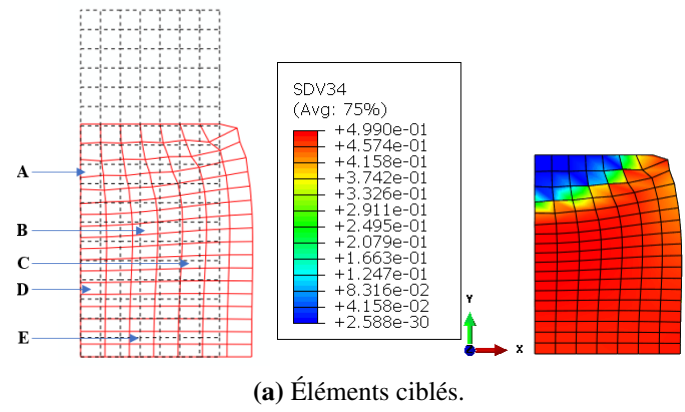 A
B
C
D
E
SDV34
(Avg: 75%)
+4.990e-01
+4.574e-01
+4.158e-01
+3.742e-01
+3.326e-01
+2.911e-01
+2.495e-01
+2.079e-01
+1.663e-01
+1.247e-01
+8.316e-02
+4.158e-02
+2.588e-30
Y
X
(a) Éléments ciblés.